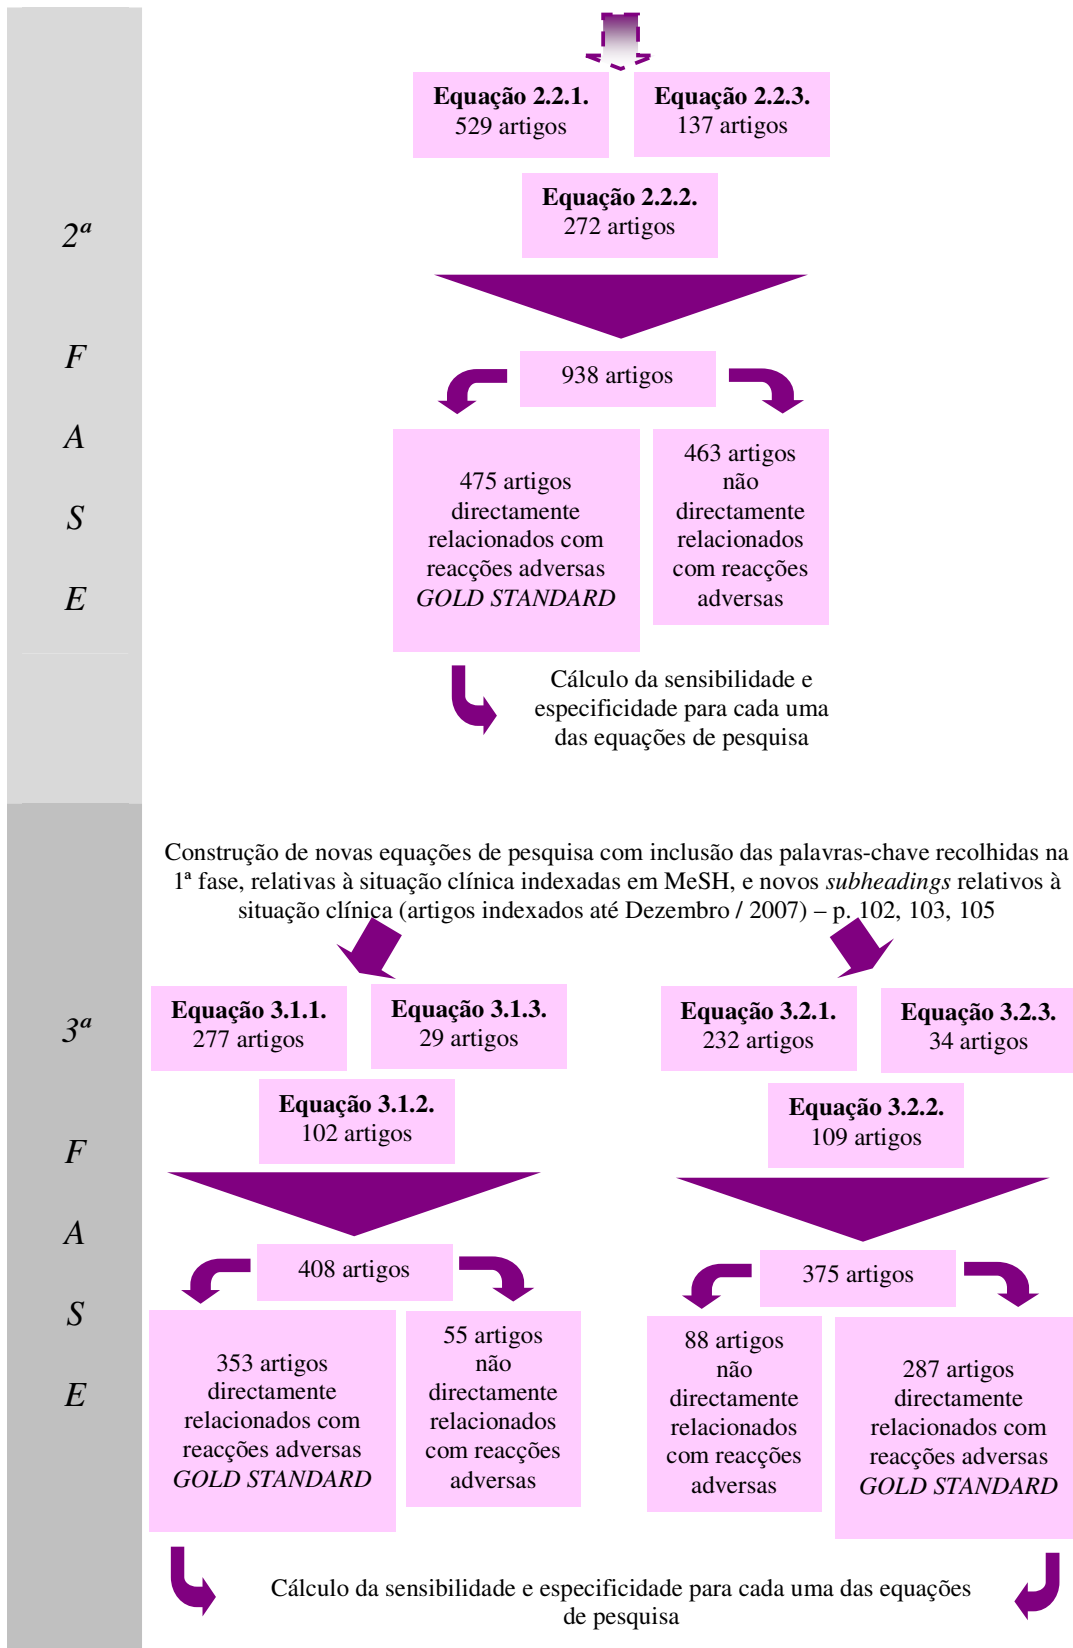 2ª
F
A
S
E
Equação 2.2.1.
529 artigos
Equação 2.2.3.
137 artigos
Equação 2.2.2.
272 artigos
938 artigos
475 artigos
directamente
relacionados com
reacções adversas
GOLD STANDARD
463 artigos
não
directamente
relacionados
com reacções
adversas
Cálculo da sensibilidade e
especificidade para cada uma
das equações de pesquisa
3ª
F
A
S
E
Construção de novas equações de pesquisa com inclusão das palavras-chave recolhidas na
1ª fase, relativas à situação clínica indexadas em MeSH, e novos subheadings relativos à
situação clínica (artigos indexados até Dezembro / 2007) – p. 102, 103, 105
Equação 3.1.1.
277 artigos
Equação 3.1.3.
29 artigos
Equação 3.1.2.
102 artigos
408 artigos
353 artigos
directamente
relacionados com
reacções adversas
GOLD STANDARD
55 artigos
não
directamente
relacionados
com reacções
adversas
Equação 3.2.1.
232 artigos
Equação 3.2.3.
34 artigos
Equação 3.2.2.
109 artigos
375 artigos
88 artigos
não
directamente
relacionados
com reacções
adversas
287 artigos
directamente
relacionados com
reacções adversas
GOLD STANDARD
Cálculo da sensibilidade e especificidade para cada uma das equações
de pesquisa